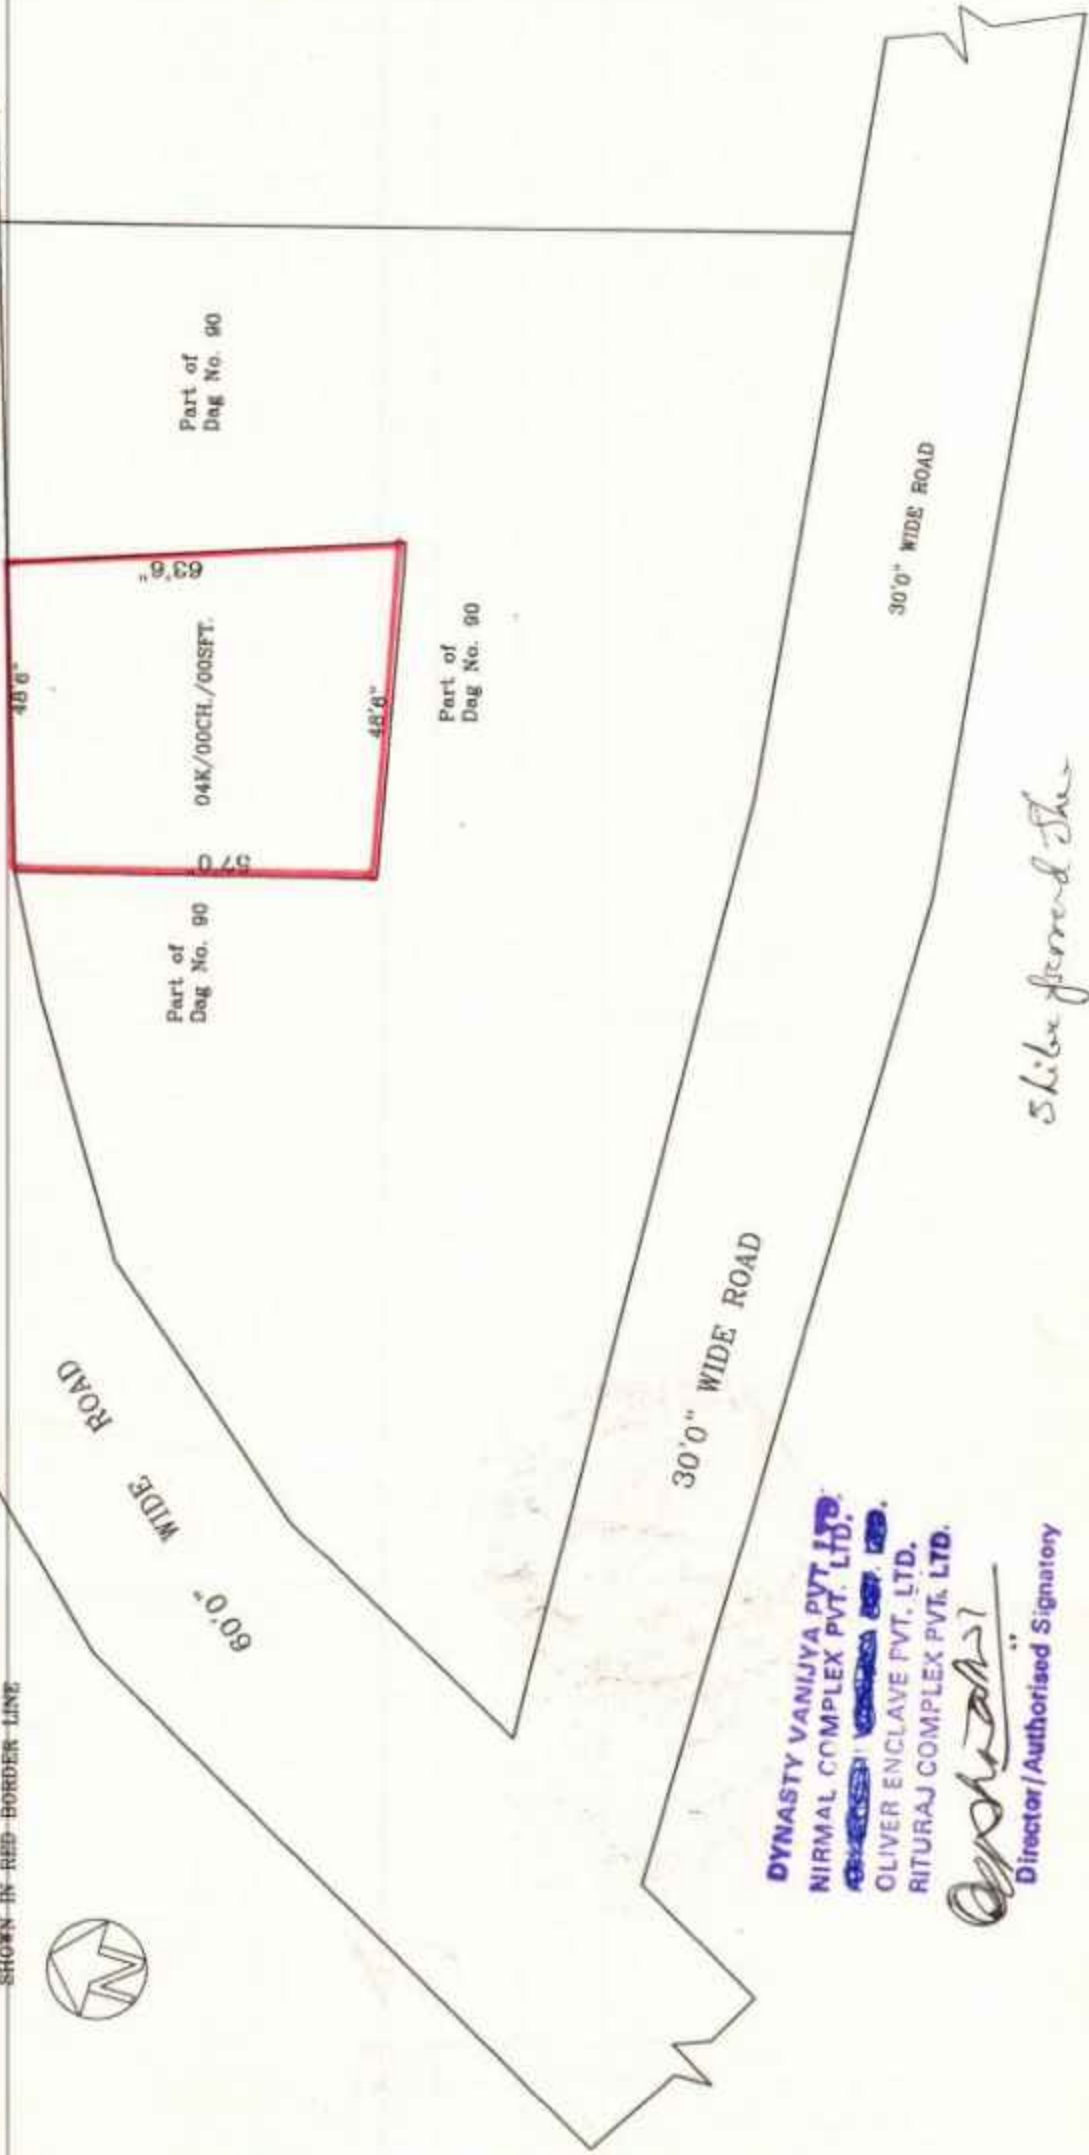 SHOWN IN RED BORDER LINE
N
60'0" WIDE ROAD
48'6"
63'6"
57'0"
04K/00CH./00SFT.
48'6"
Part of
Dag No. 90
Part of
Dag No. 90
Part of
Dag No. 90
30'0" WIDE ROAD
30'0" WIDE ROAD
DYNASTY VANIJYA PVT LTD.
NIRMAL COMPLEX PVT. LTD.
OLIVER ENCLAVE PVT. LTD.
RITURAJ COMPLEX PVT. LTD.
Director/Authorised Signatory